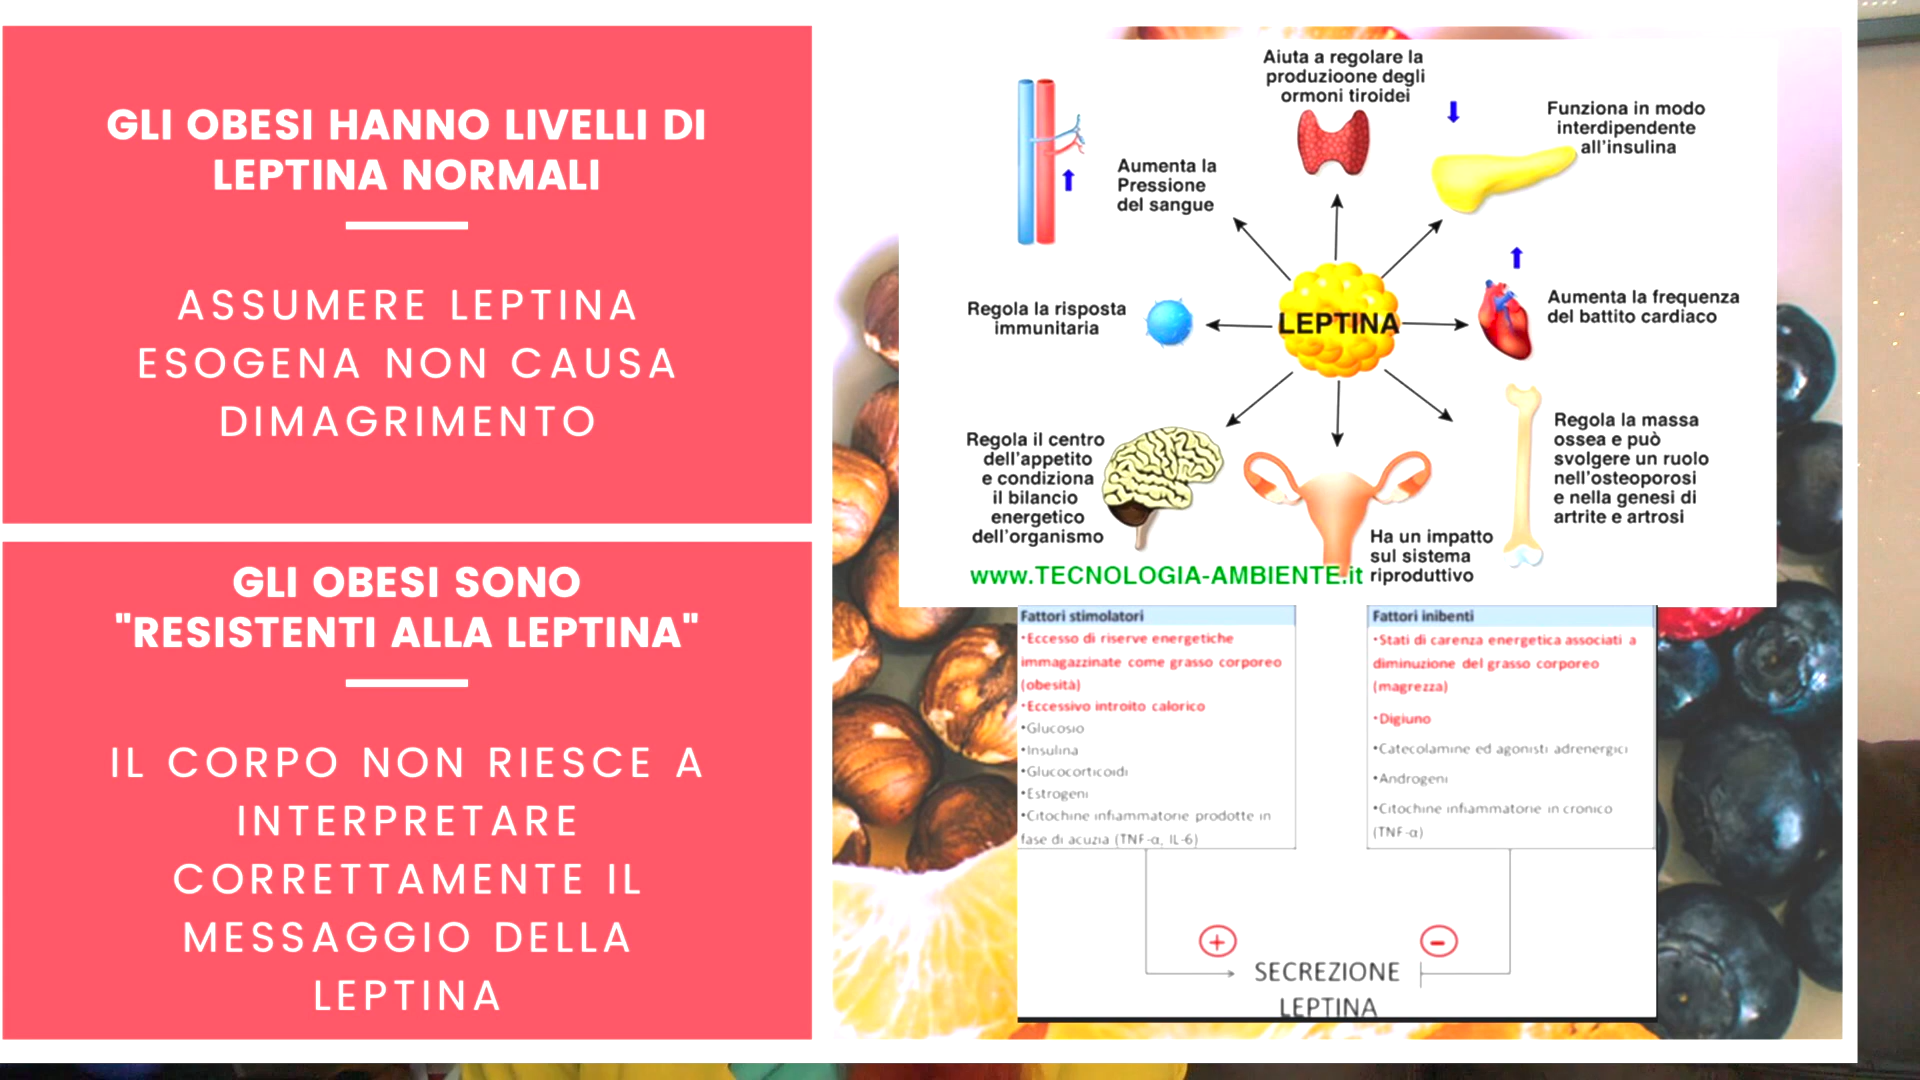 GLI OBESI HANNO LIVELLI DI
LEPTINA NORMALI
ASSUMERE LEPTINA
ESOGENA NON CAUSA
DIMAGRIMENTO
GLI OBESI SONO
"RESISTENTI ALLA LEPTINA"
IL CORPO NON RIESCE A
INTERPRETARE
CORRETTAMENTE IL
MESSAGGIO DELLA
LEPTINA
Aiuta a regolare la
produzioone degli
ormoni tiroidei
Funziona in modo
interdipendente
all'insulina
Aumenta la
Pressione
del sangue
Regola la risposta
immunitaria
LEPTINA
Aumenta la frequenza
del battito cardiaco
Regola il centro
dell'appetito
e condiziona
il bilancio
energetico
dell'organismo
Regola la massa
ossea e può
svolgere un ruolo
nell'osteoporosi
e nella genesi di
artrite e artrosi
Ha un impatto
sul sistema
riproduttivo
www.TECNOLOGIA-AMBIENTE.it
Fattori stimolatori
•Eccesso di riserve energetiche
immagazzinate come grasso corporeo
(obesità)
•Eccessivo introito calorico
•Glucosio
•Insulina
•Glucocorticoidi
•Estrogeni
•Citochine infiammatorie prodotte in
fase di acuzia (TNF-α, IL-6)
Fattori inibenti
•Stati di carenza energetica associati a
diminuzione del grasso corporeo
(magrezza)
•Digiuno
•Catecolamine ed agonisti adrenergici
•Androgeni
•Citochine infiammatorie in cronico
(TNF-α)
+
−
SECREZIONE
LEPTINA